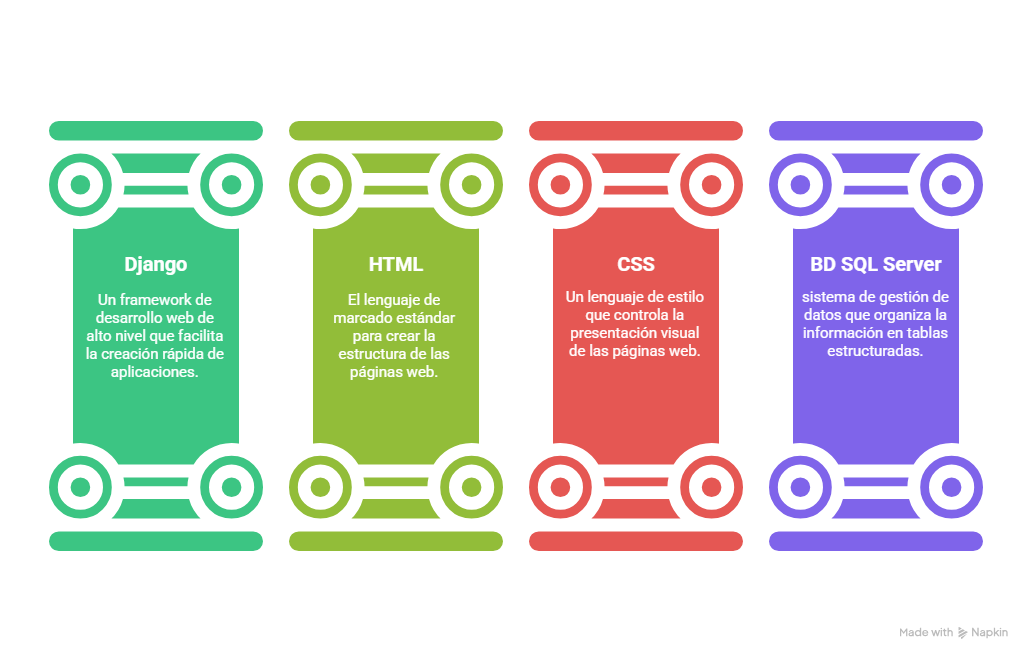 Django
Un framework de
desarrollo web de
alto nivel que facilita
la creación rápida de
aplicaciones.
HTML
El lenguaje de
marcado estándar
para crear la
estructura de las
páginas web.
CSS
Un lenguaje de estilo
que controla la
presentación visual
de las páginas web.
BD SQL Server
sistema de gestión de
datos que organiza la
información en tablas
estructuradas.
Made with Napkin